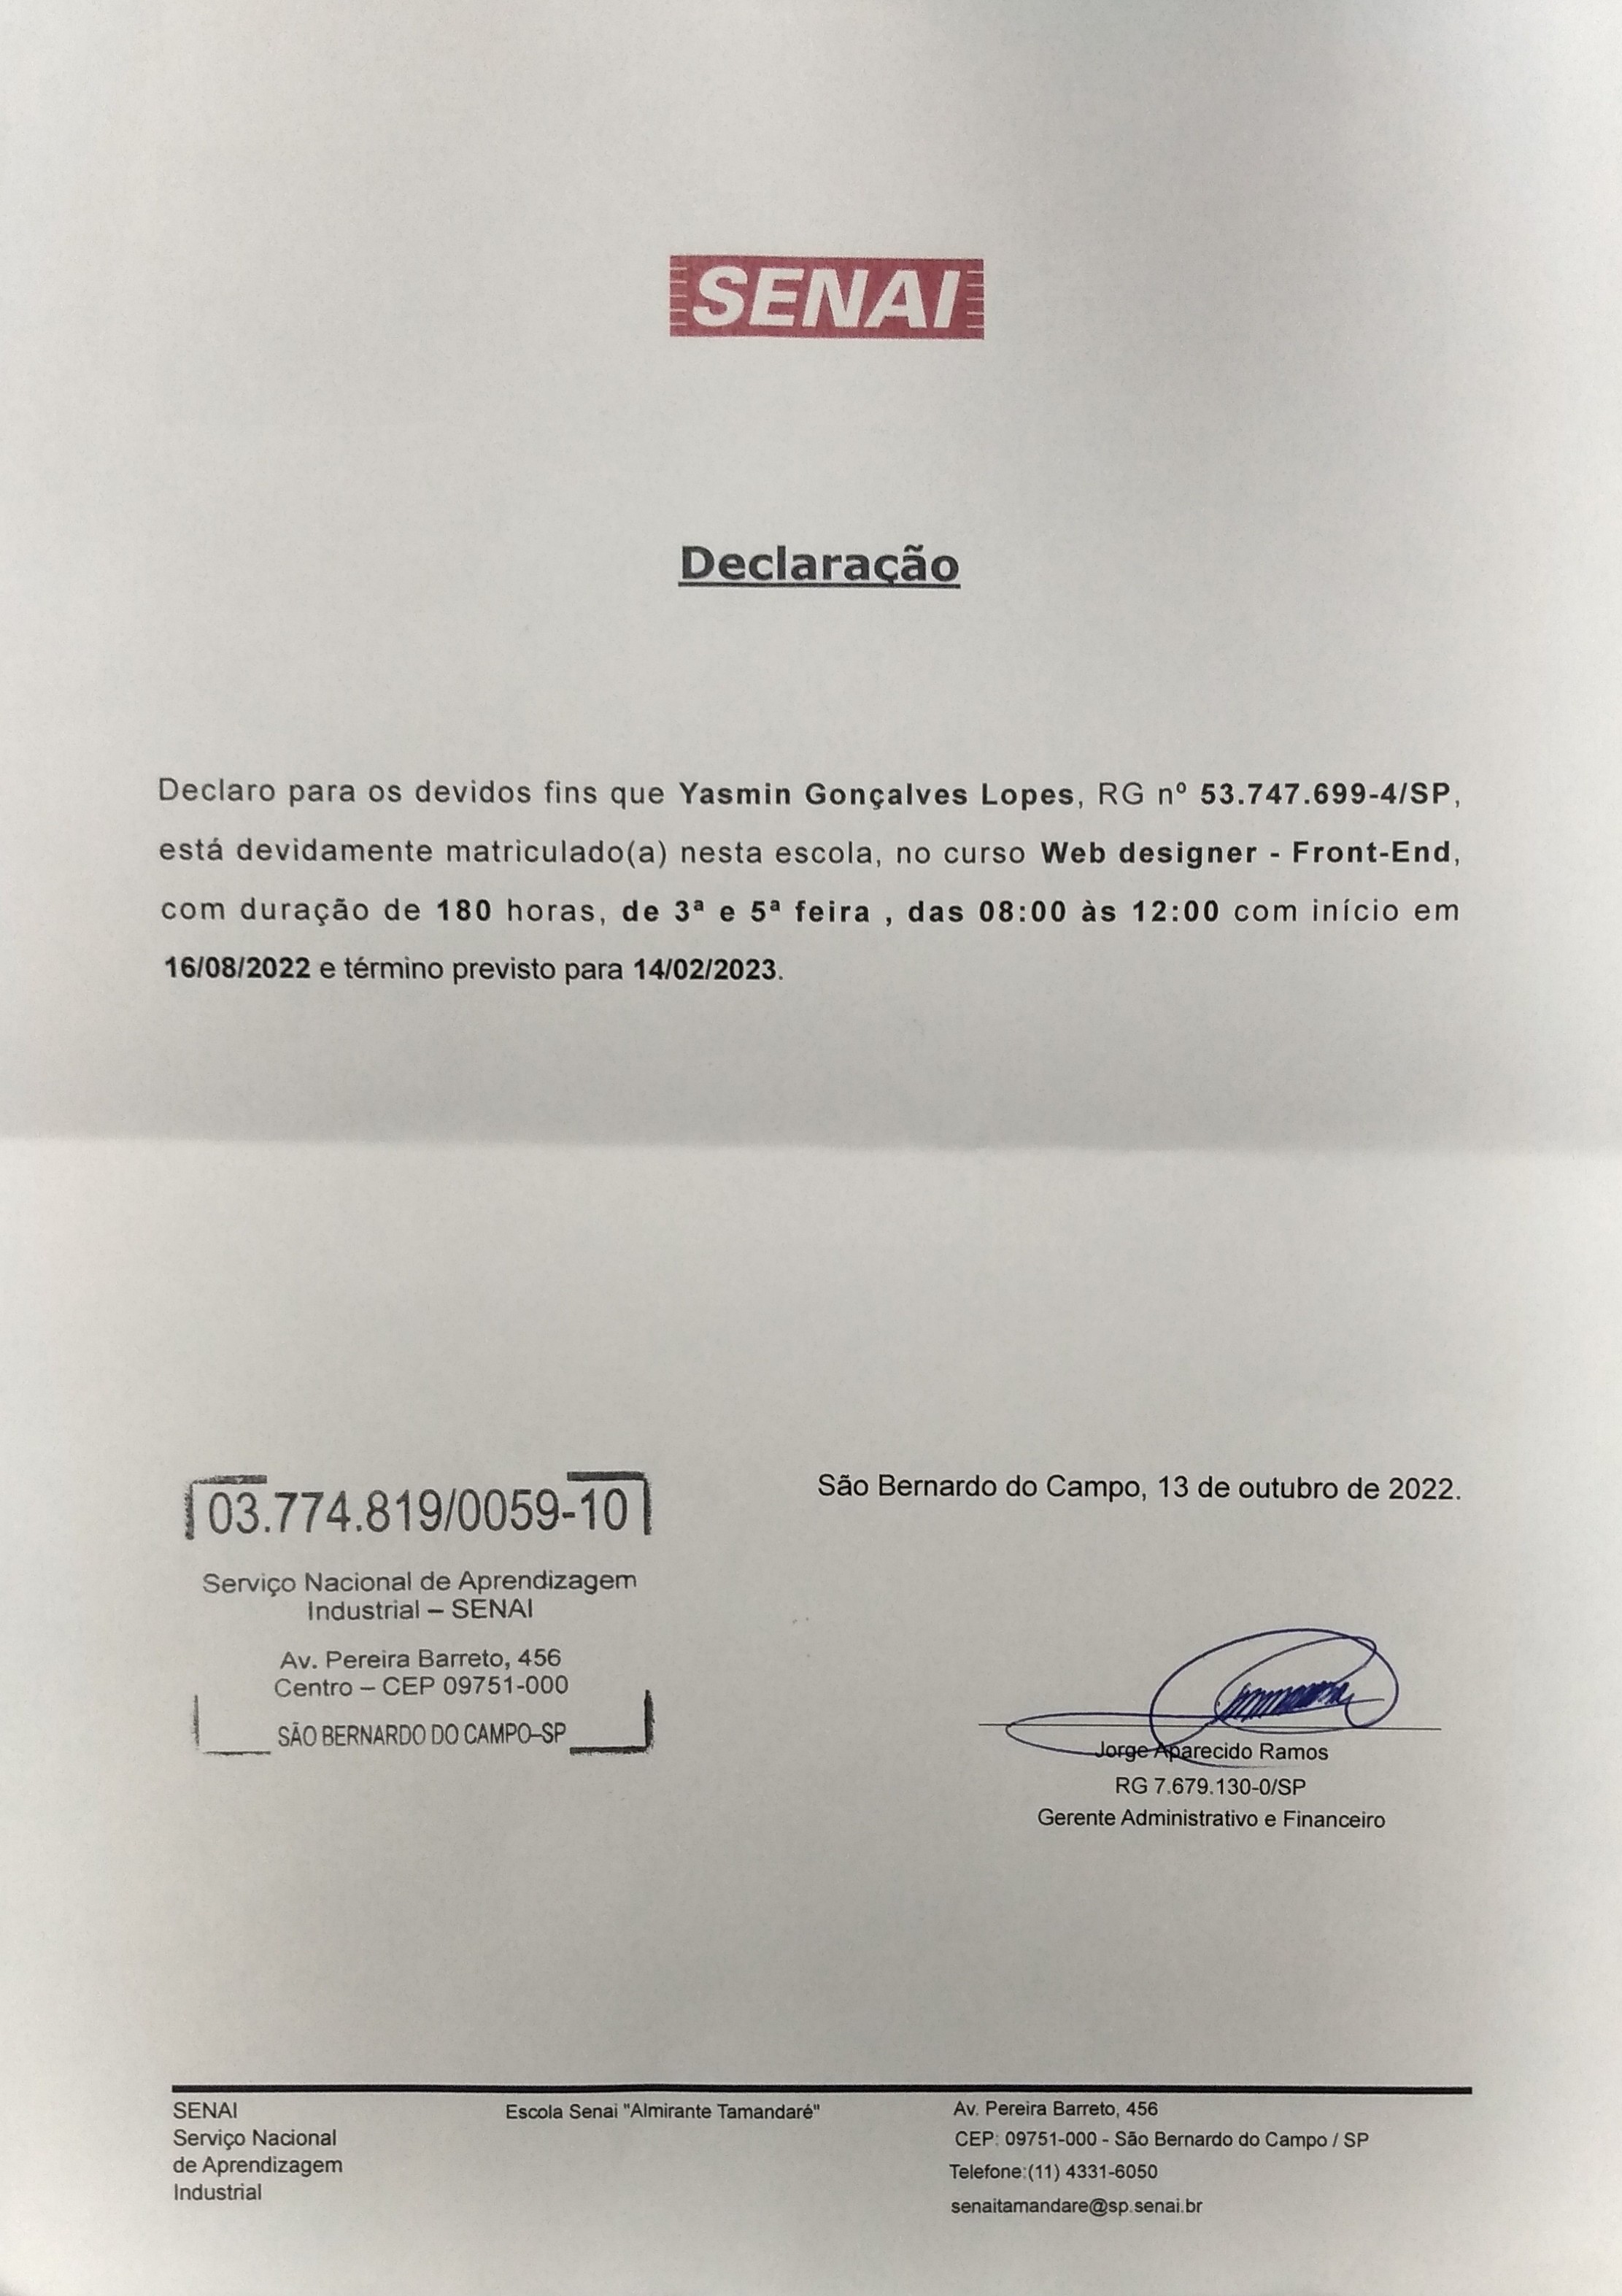 SENAI
Declaração
Declaro para os devidos fins que Yasmin Gonçalves Lopes, RG nº 53.747.699-4/SP,
está devidamente matriculado(a) nesta escola, no curso Web designer - Front-End,
com duração de 180 horas, de 3ª e 5ª feira , das 08:00 às 12:00 com início em
16/08/2022 e término previsto para 14/02/2023.
São Bernardo do Campo, 13 de outubro de 2022.
03.774.819/0059-10
Serviço Nacional de Aprendizagem
Industrial – SENAI
Av. Pereira Barreto, 456
Centro – CEP 09751-000
SÃO BERNARDO DO CAMPO–SP
Jorge Aparecido Ramos
RG 7.679.130-0/SP
Gerente Administrativo e Financeiro
SENAI
Serviço Nacional
de Aprendizagem
Industrial
Escola Senai "Almirante Tamandaré"
Av. Pereira Barreto, 456
CEP: 09751-000 - São Bernardo do Campo / SP
Telefone:(11) 4331-6050
senaitamandare@sp.senai.br